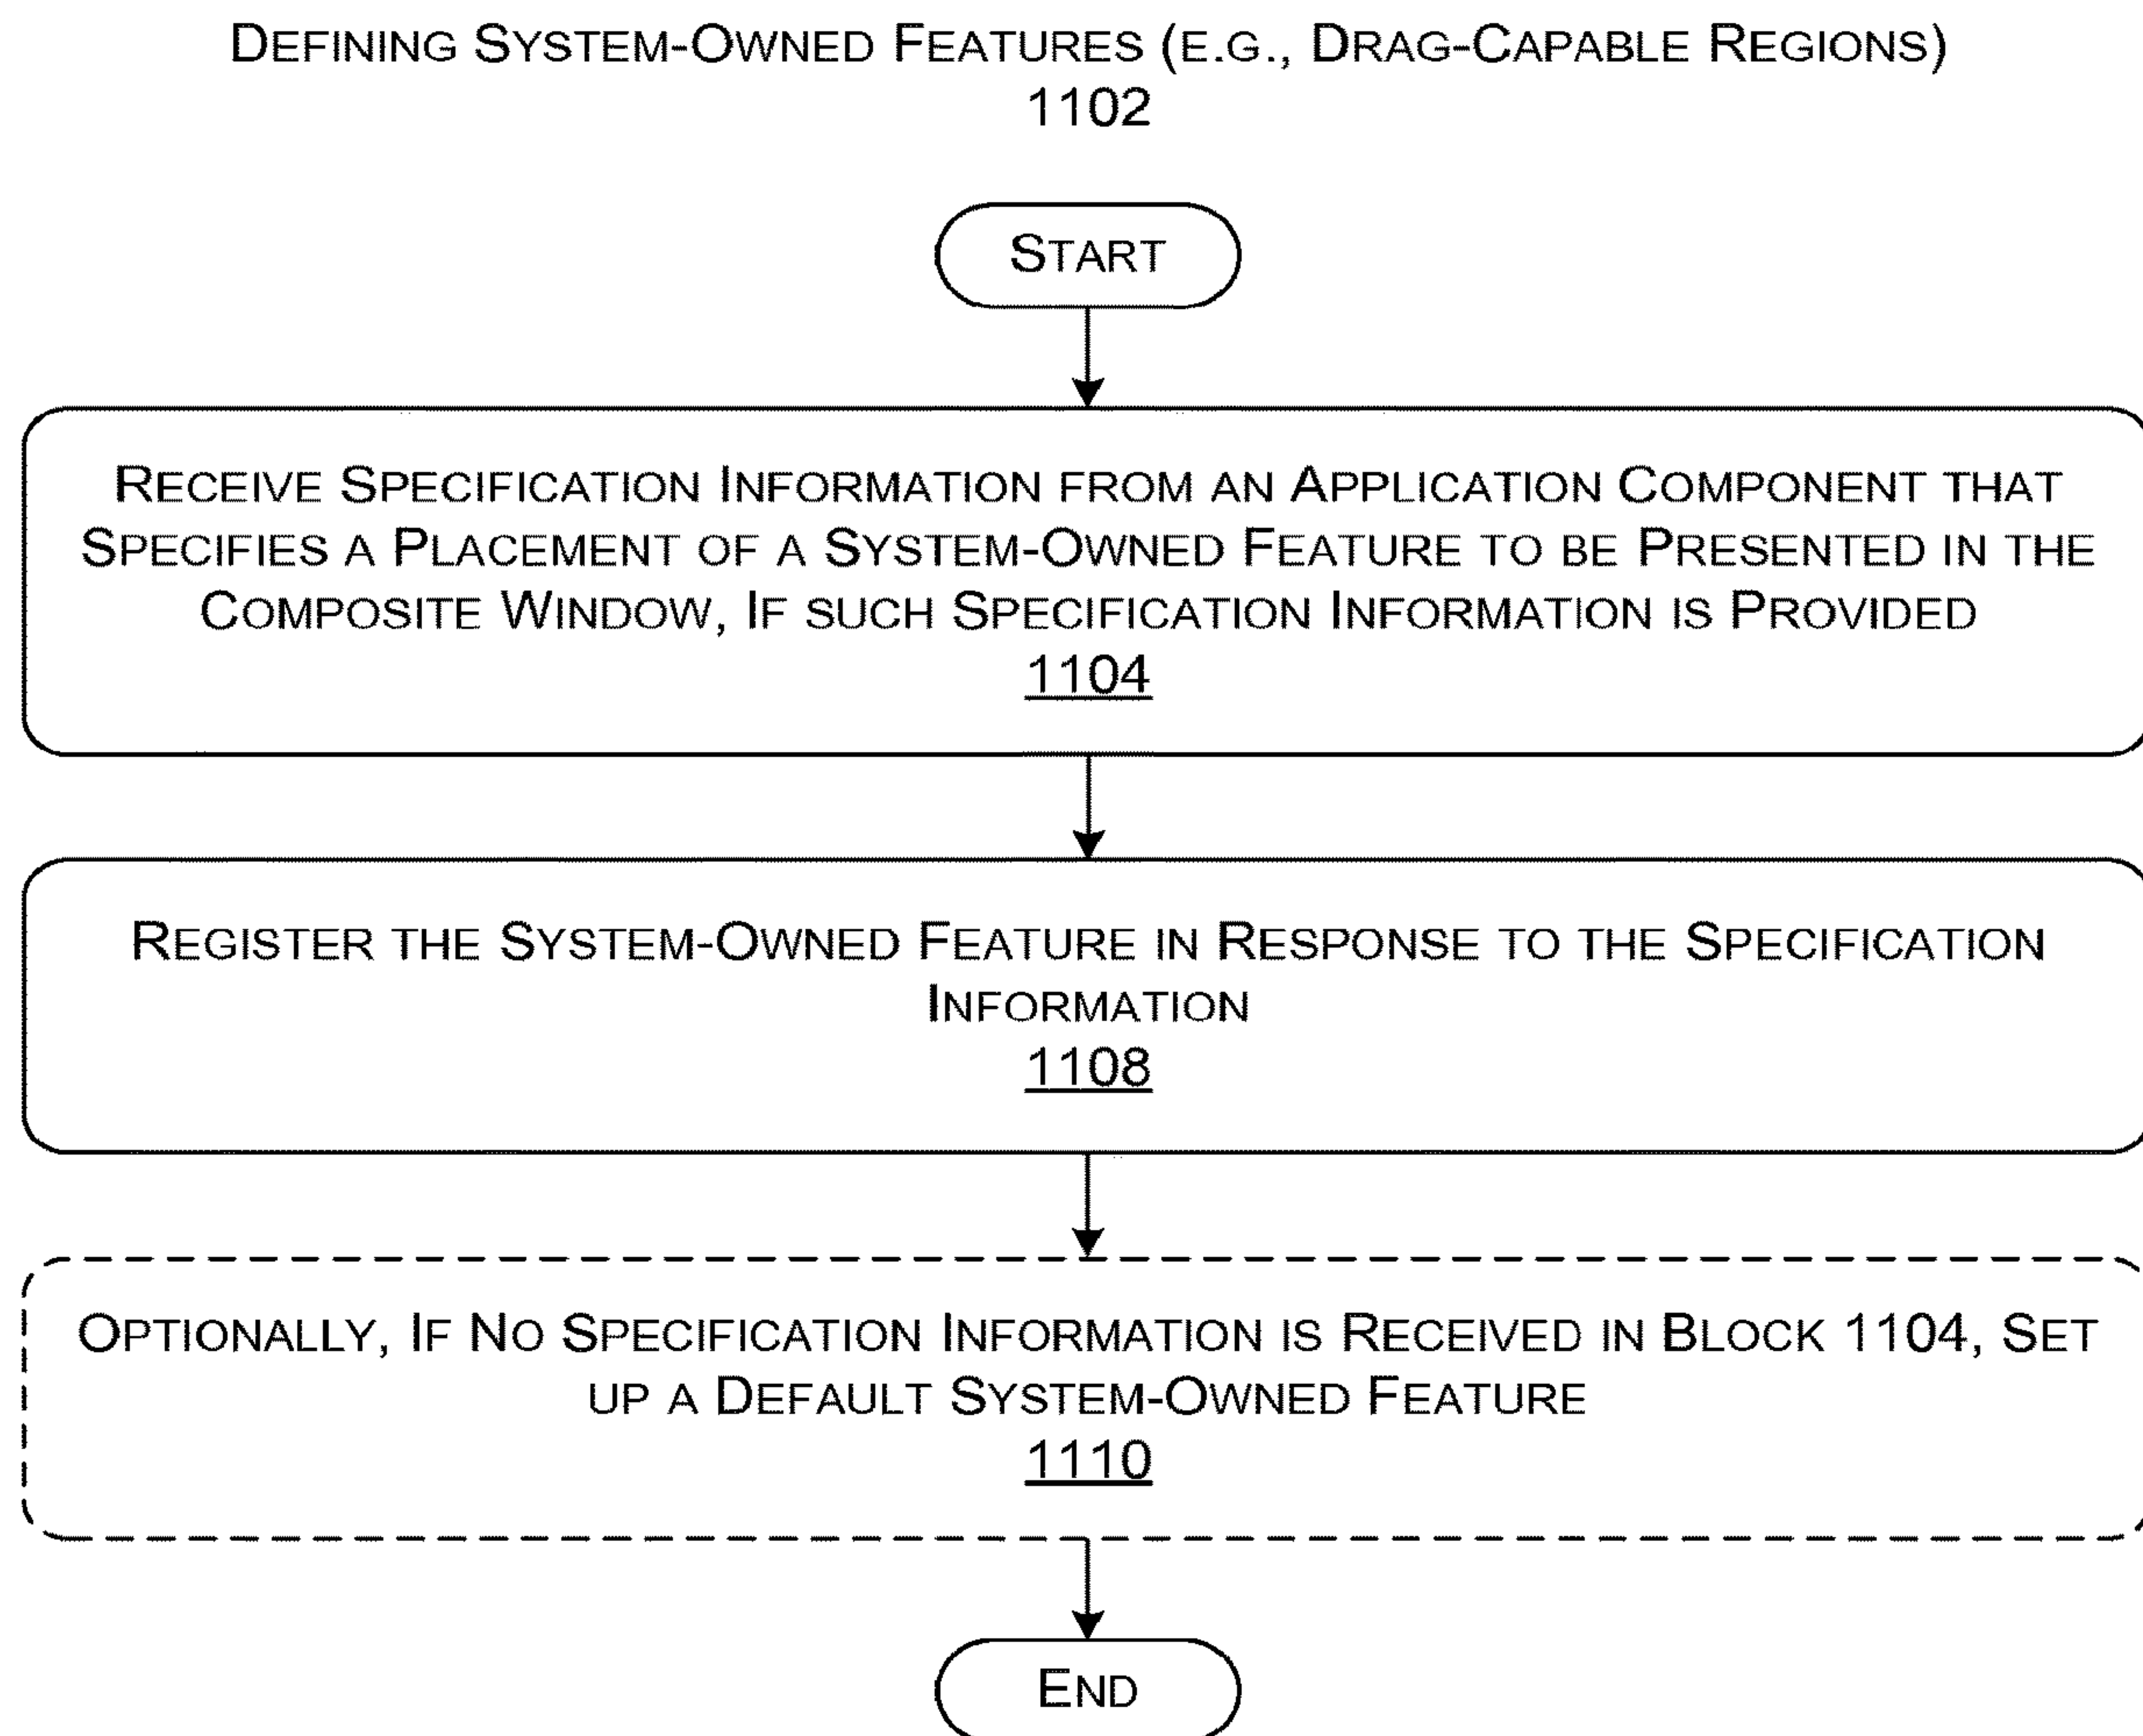 DEFINING SYSTEM-OWNED FEATURES (E.G., DRAG-CAPABLE REGIONS)
1102
START
RECEIVE SPECIFICATION INFORMATION FROM AN APPLICATION COMPONENT THAT
SPECIFIES A PLACEMENT OF A SYSTEM-OWNED FEATURE TO BE PRESENTED IN THE
COMPOSITE WINDOW, IF SUCH SPECIFICATION INFORMATION IS PROVIDED
1104
REGISTER THE SYSTEM-OWNED FEATURE IN RESPONSE TO THE SPECIFICATION
INFORMATION
1108
OPTIONALLY, IF NO SPECIFICATION INFORMATION IS RECEIVED IN BLOCK 1104, SET
UP A DEFAULT SYSTEM-OWNED FEATURE
1110
END